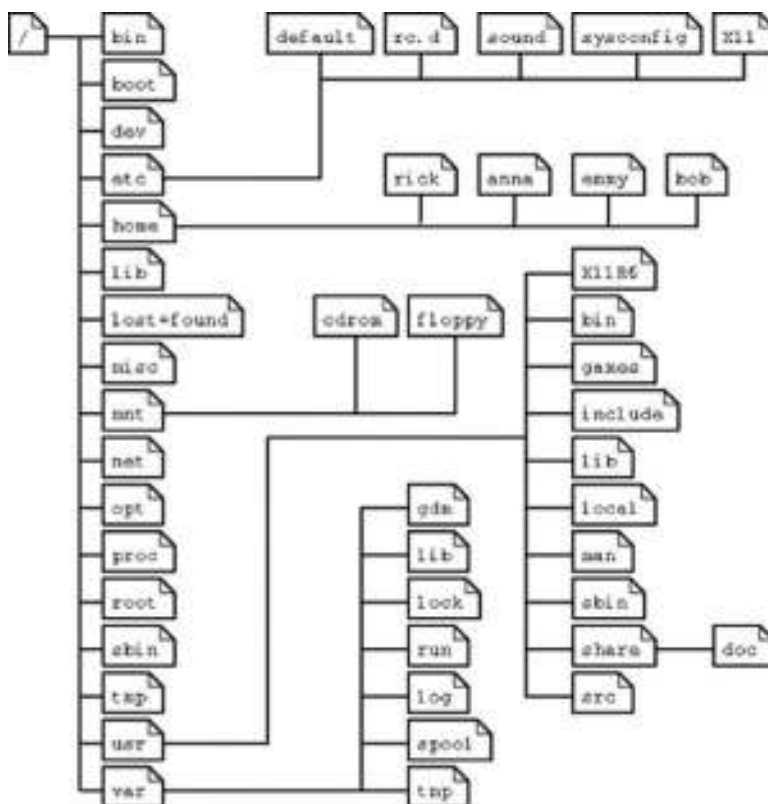 / bin default rc.d sound sysconfig X11
boot
dev
etc rick anna emmy bob
home
lib X11R6
lost+found cdrom floppy bin
misc games
mnt include
net lib
opt gdm local
proc lib man
root lock sbin
sbin run share doc
tmp log src
usr spool
var tmp